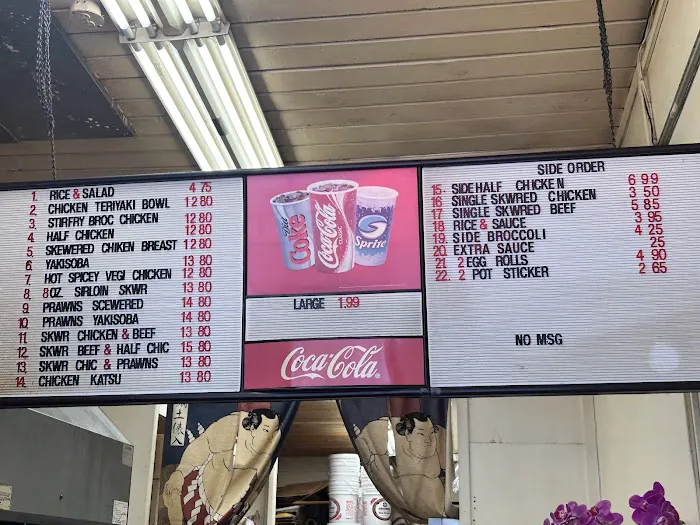 1. RICE & SALAD 4 75
2 CHICKEN TERIYAKI BOWL 12 80
3 STIRFRY BROC CHICKEN 12 80
4 HALF CHICKEN 12 80
5. SKEWERED CHIKEN BREAST 12 80
6 YAKISOBA 13 80
7 HOT SPICEY VEGI CHICKEN 12 80
8. 8 OZ. SIRLOIN SKWR 13 80
9 PRAWNS SCEWERED 14 80
10 PRAWNS YAKISOBA 14 80
11 SKWR CHICKEN & BEEF 13 80
12. SKWR BEEF & HALF CHIC 15 80
13. SKWR CHIC & PRAWNS 13 80
14. CHICKEN KATSU 13 80
Diet Coke
Coca-Cola
classic
Sprite
LARGE 1.99
Coca-Cola
SIDE ORDER
15. SIDEHALF CHICKEN 6 99
16 SINGLE SKWRED CHICKEN 3 50
17 SINGLE SKWRED BEEF 5 85
18 RICE & SAUCE 3 95
19. SIDE BROCCOLI 4 25
20 EXTRA SAUCE 25
21 2 EGG ROLLS 4 90
22. 2 POT STICKER 2 65
NO MSG
土俵入